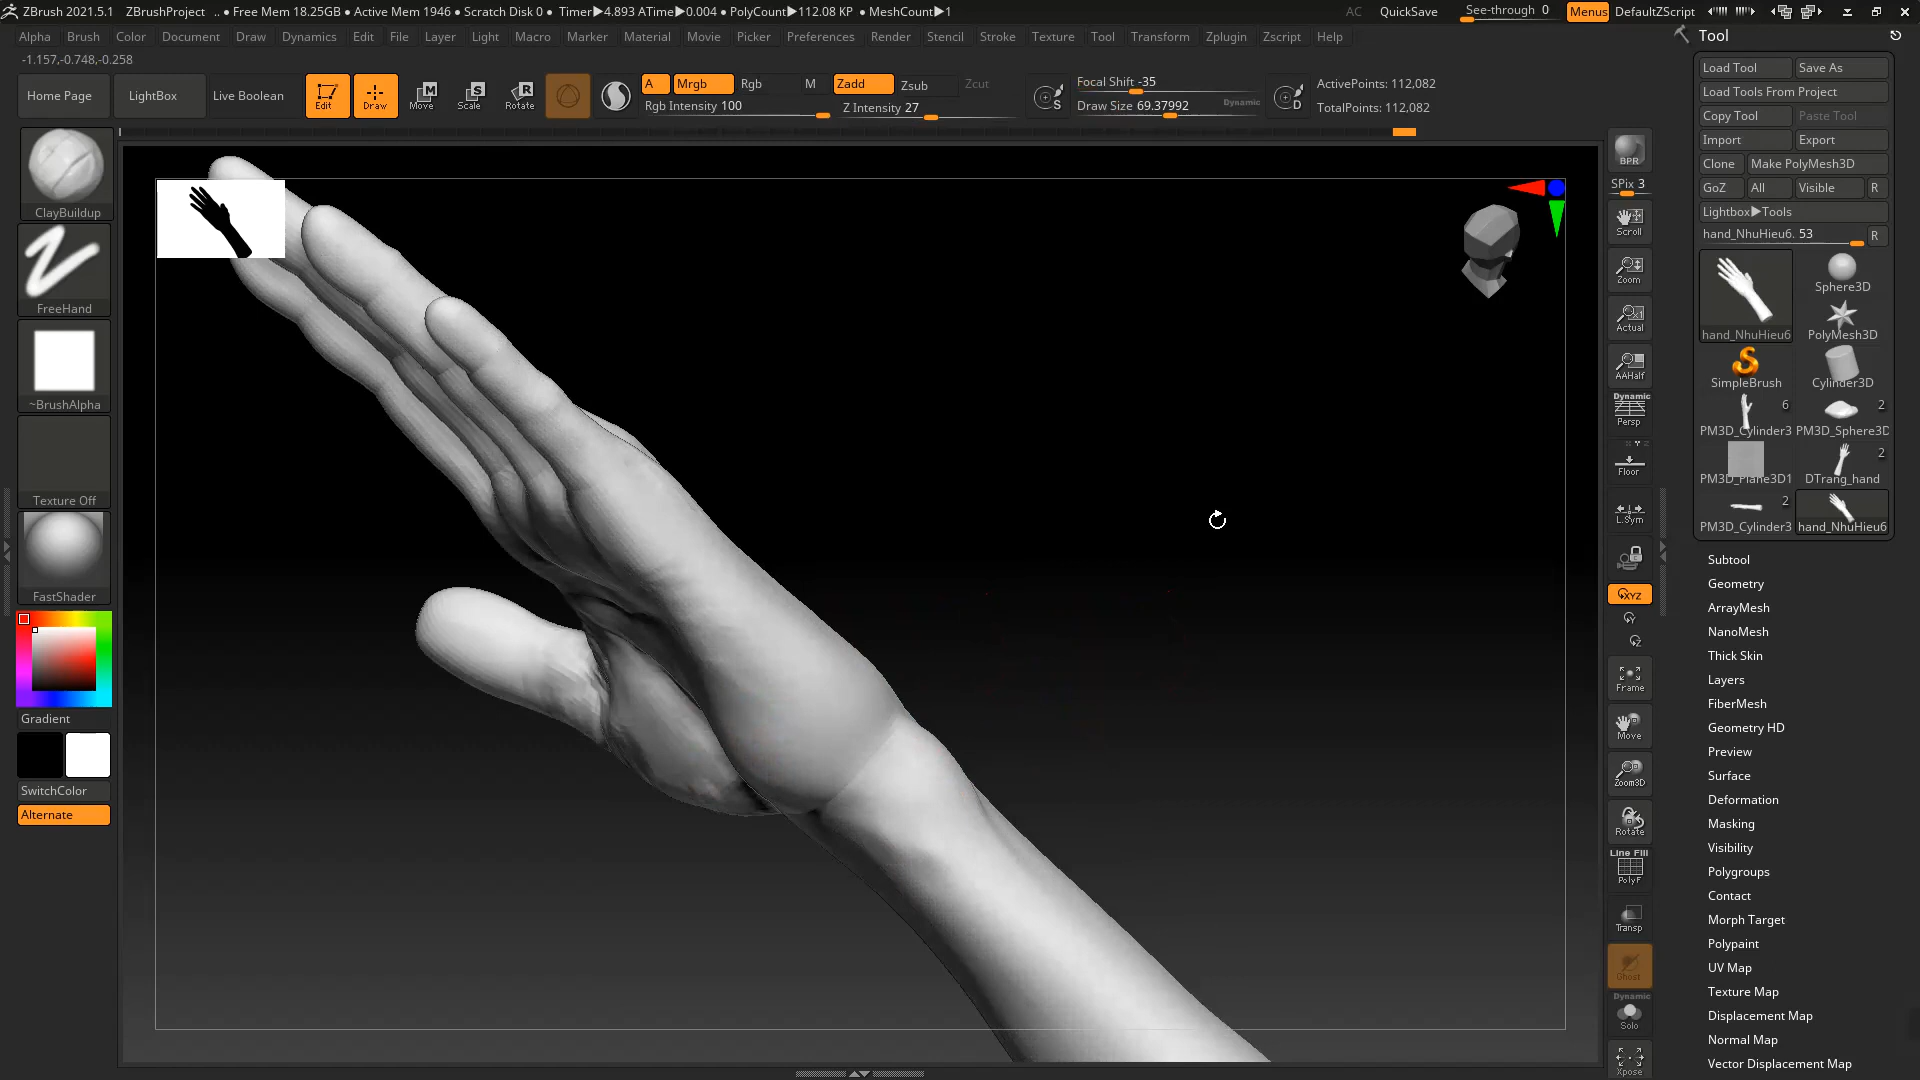 ZBrush 2021.5.1 ZBrushProject .. ● Free Mem 18.25GB ● Active Mem 1946 ● Scratch Disk 0 ● Timer▶4.893 ATime▶0.004 ● PolyCount▶112.08 KP ● MeshCount▶1 AC QuickSave See-through 0 Menus DefaultZScript
Alpha Brush Color Document Draw Dynamics Edit File Layer Light Macro Marker Material Movie Picker Preferences Render Stencil Stroke Texture Tool Transform Zplugin Zscript Help
-1.157,-0.748,-0.258
Home Page LightBox Live Boolean Edit Draw Move Scale Rotate
A Mrgb Rgb M Zadd Zsub Zcut
Rgb Intensity 100 Z Intensity 27
Focal Shift -35
Draw Size 69.37992 Dynamic
ActivePoints: 112,082
TotalPoints: 112,082
ClayBuildup
FreeHand
~BrushAlpha
Texture Off
FastShader
Gradient
SwitchColor
Alternate
BPR
SPix 3
Scroll
Zoom
Actual
AAHalf
Dynamic
Persp
Floor
L.Sym
XYZ
Y
Z
Frame
Move
Zoom3D
Rotate
Line Fill
PolyF
Transp
Ghost
Dynamic
Solo
Xpose
Tool
Load Tool Save As
Load Tools From Project
Copy Tool Paste Tool
Import Export
Clone Make PolyMesh3D
GoZ All Visible R
Lightbox▶Tools
hand_NhuHieu6. 53 R
hand_NhuHieu6 Sphere3D
PolyMesh3D
SimpleBrush Cylinder3D
6 2
PM3D_Cylinder3 PM3D_Sphere3D
2
PM3D_Plane3D1 DTrang_hand
2
PM3D_Cylinder3 hand_NhuHieu6
Subtool
Geometry
ArrayMesh
NanoMesh
Thick Skin
Layers
FiberMesh
Geometry HD
Preview
Surface
Deformation
Masking
Visibility
Polygroups
Contact
Morph Target
Polypaint
UV Map
Texture Map
Displacement Map
Normal Map
Vector Displacement Map